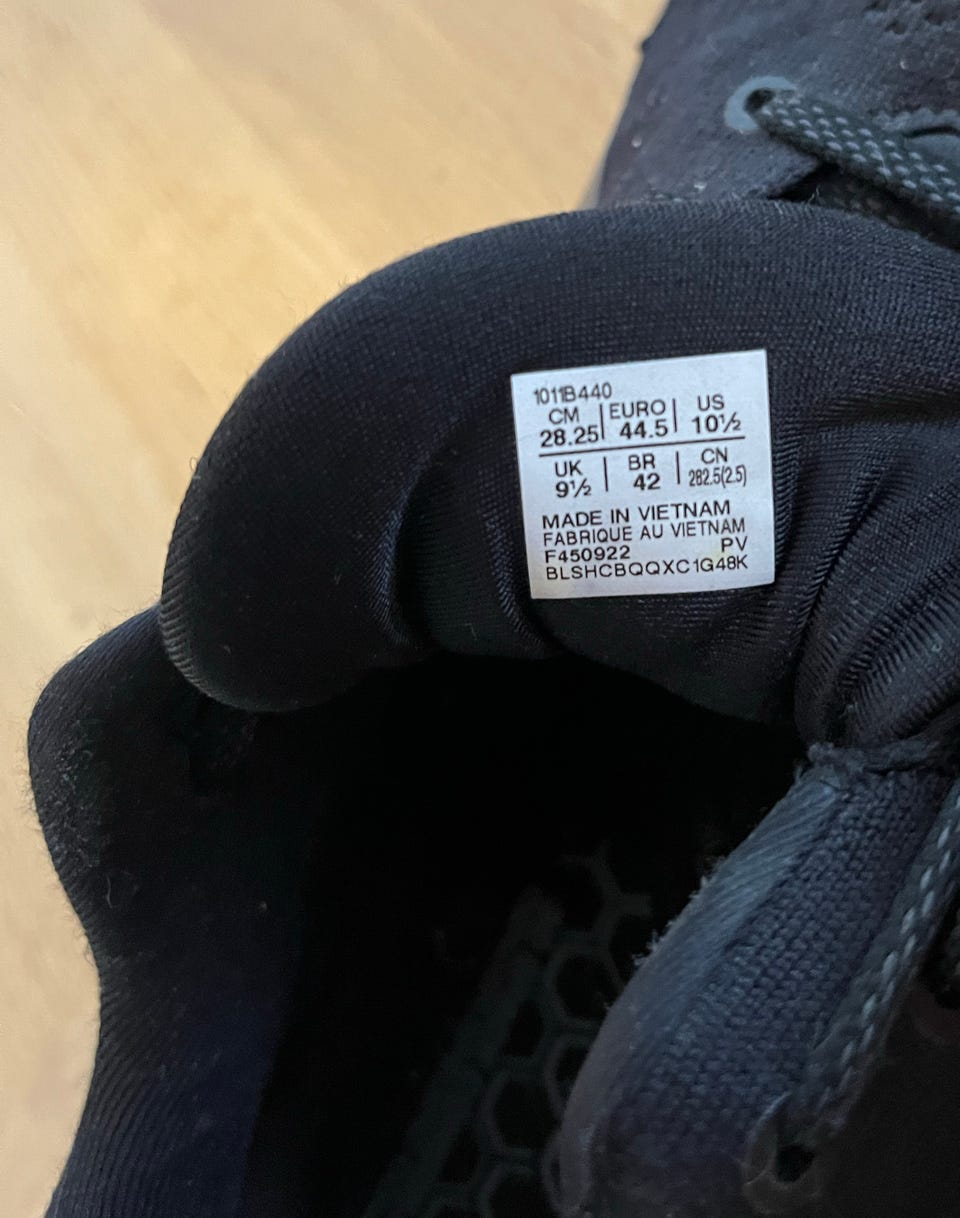 1011B440
CM | EURO | US
28.25 | 44.5 | 10½
UK | BR | CN
9½ | 42 | 282.5(2.5)
MADE IN VIETNAM
FABRIQUE AU VIETNAM
F450922 PV
BLSHCBQQXC1G48K